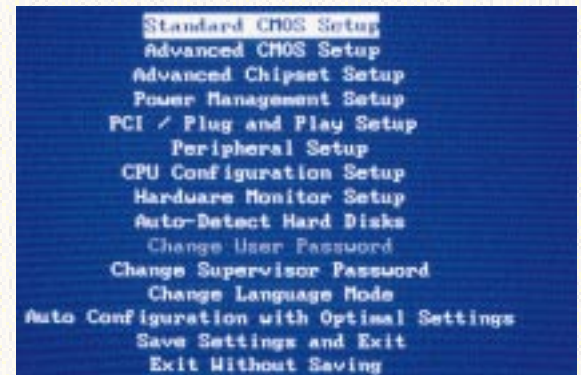 Standard CMOS Setup
Advanced CMOS Setup
Advanced Chipset Setup
Power Management Setup
PCI / Plug and Play Setup
Peripheral Setup
CPU Configuration Setup
Hardware Monitor Setup
Auto-Detect Hard Disks
Change User Password
Change Supervisor Password
Change Language Mode
Auto Configuration with Optimal Settings
Save Settings and Exit
Exit Without Saving